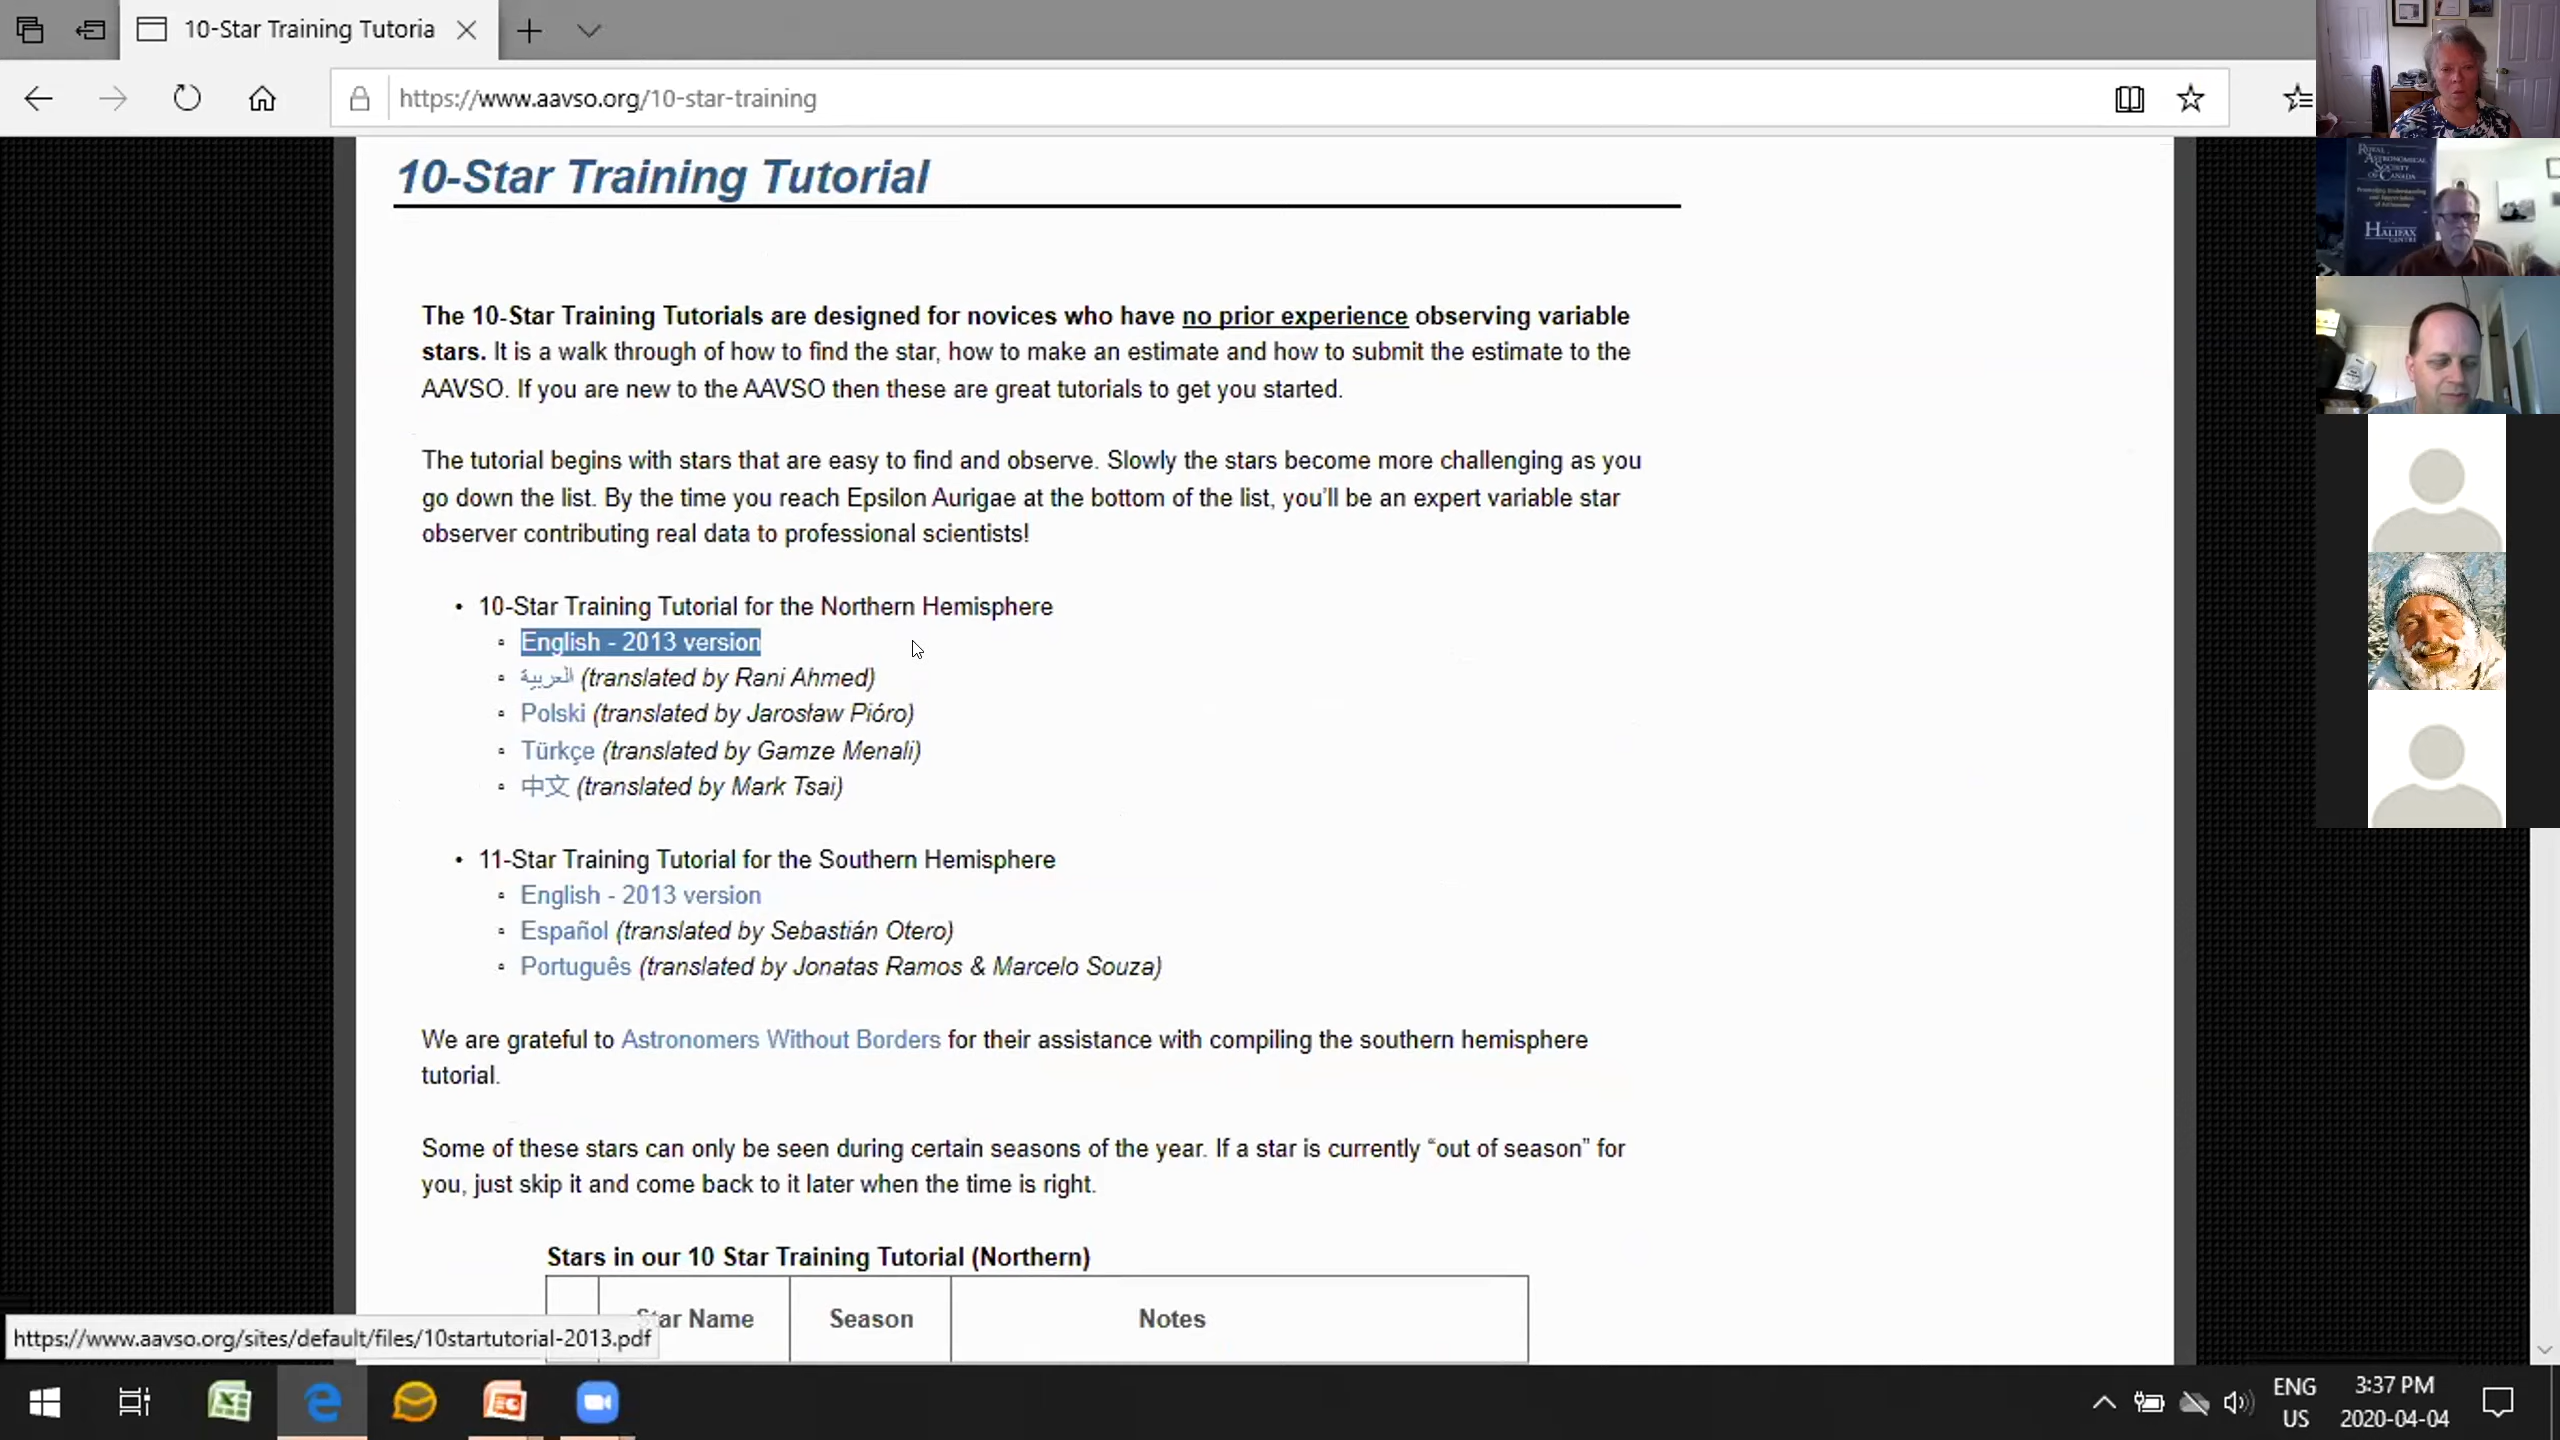 10-Star Training Tutoria
https://www.aavso.org/10-star-training
10-Star Training Tutorial
The 10-Star Training Tutorials are designed for novices who have no prior experience observing variable
stars. It is a walk through of how to find the star, how to make an estimate and how to submit the estimate to the
AAVSO. If you are new to the AAVSO then these are great tutorials to get you started.
The tutorial begins with stars that are easy to find and observe. Slowly the stars become more challenging as you
go down the list. By the time you reach Epsilon Aurigae at the bottom of the list, you'll be an expert variable star
observer contributing real data to professional scientists!
• 10-Star Training Tutorial for the Northern Hemisphere
English - 2013 version
العربية (translated by Rani Ahmed)
Polski (translated by Jarosław Pióro)
Türkçe (translated by Gamze Menali)
中文 (translated by Mark Tsai)
• 11-Star Training Tutorial for the Southern Hemisphere
English - 2013 version
Español (translated by Sebastián Otero)
Português (translated by Jonatas Ramos & Marcelo Souza)
We are grateful to Astronomers Without Borders for their assistance with compiling the southern hemisphere
tutorial.
Some of these stars can only be seen during certain seasons of the year. If a star is currently “out of season” for
you, just skip it and come back to it later when the time is right.
Stars in our 10 Star Training Tutorial (Northern)
Star Name Season Notes
https://www.aavso.org/sites/default/files/10startutorial-2013.pdf
ROYAL
ASTRONOMICAL
SOCIETY
OF CANADA
HALIFAX
CENTRE
ENG
US
3:37 PM
2020-04-04